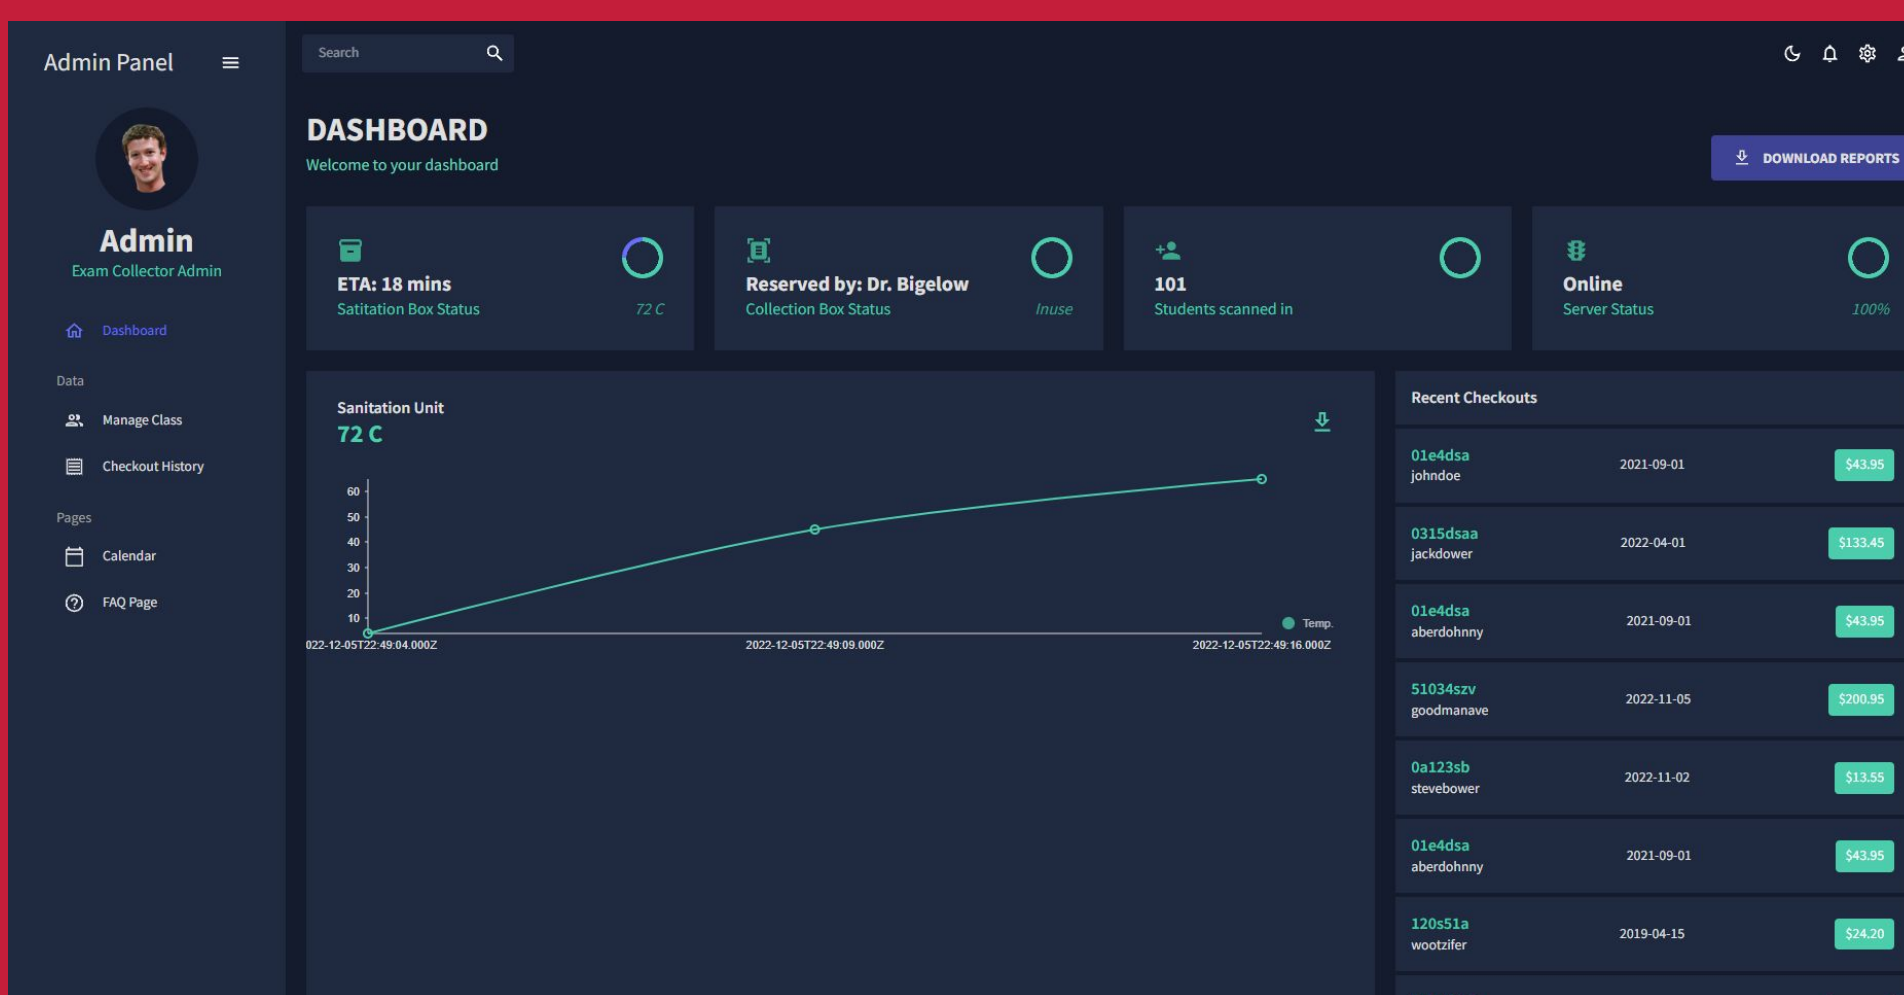 Admin Panel
Admin
Exam Collector Admin
Dashboard
Data
Manage Class
Checkout History
Pages
Calendar
FAQ Page
Search
DASHBOARD
Welcome to your dashboard
DOWNLOAD REPORTS
ETA: 18 mins
Satitation Box Status
72 C
Reserved by: Dr. Bigelow
Collection Box Status
Inuse
101
Students scanned in
Online
Server Status
100%
Sanitation Unit
72 C
60
50
40
30
20
10
Temp.
022-12-05T22:49:04.000Z
2022-12-05T22:49:09.000Z
2022-12-05T22:49:16.000Z
Recent Checkouts
01e4dsa
johndoe
2021-09-01
$43.95
0315dsaa
jackdower
2022-04-01
$133.45
01e4dsa
aberdohnny
2021-09-01
$43.95
51034szv
goodmanave
2022-11-05
$200.95
0a123sb
stevebower
2022-11-02
$13.55
01e4dsa
aberdohnny
2021-09-01
$43.95
120s51a
wootzifer
2019-04-15
$24.20